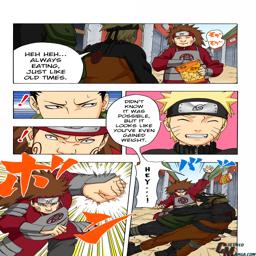 HEH HEH...
ALWAYS
EATING,
JUST LIKE
OLD TIMES.
DIDN'T
KNOW IT
WAS
POSSIBLE,
BUT IT
LOOKS LIKE
YOU'VE EVEN
GAINED
WEIGHT.
HEY...!